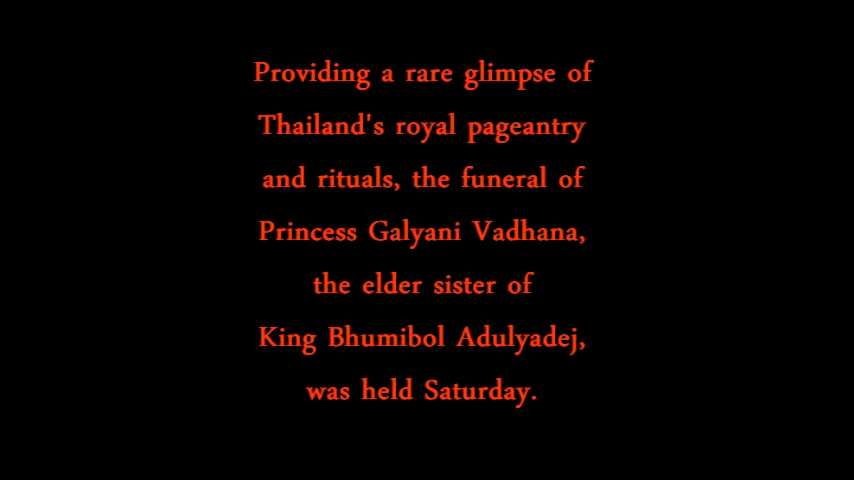 Providing a rare glimpse of
Thailand's royal pageantry
and rituals, the funeral of
Princess Galyani Vadhana,
the elder sister of
King Bhumibol Adulyadej,
was held Saturday.